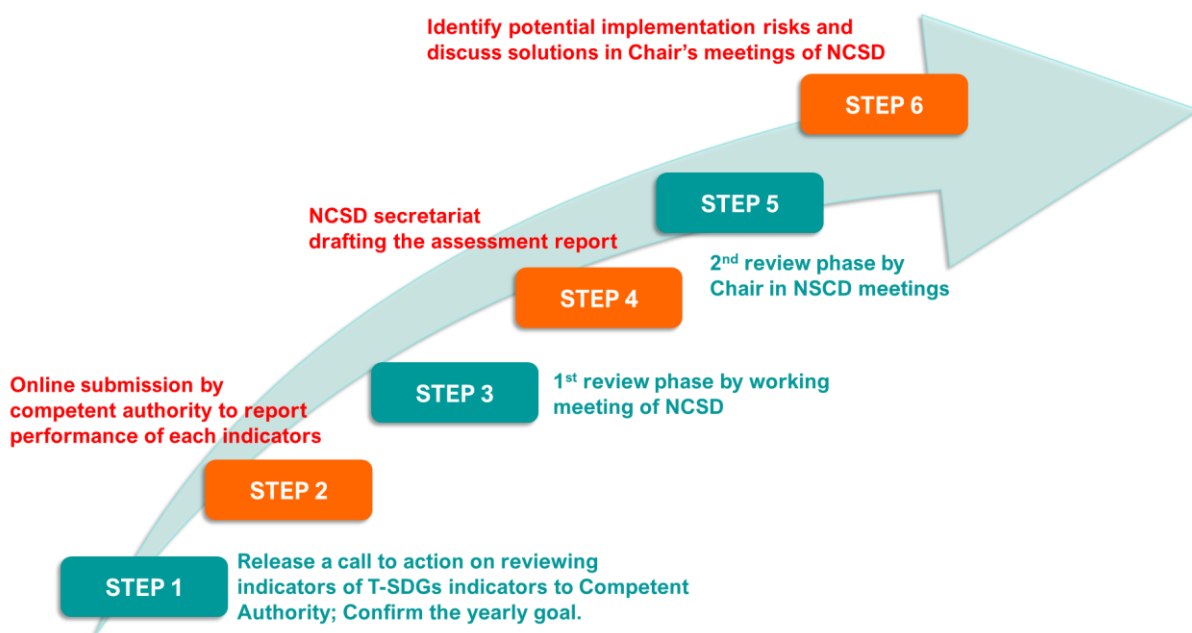 Identify potential implementation risks and
discuss solutions in Chair's meetings of NCSD
STEP 6
STEP 5
NCSD secretariat
drafting the assessment report
2nd review phase by
Chair in NSCD meetings
STEP 4
Online submission by
competent authority to report
performance of each indicators
STEP 3
1st review phase by working
meeting of NCSD
STEP 2
STEP 1
Release a call to action on reviewing
indicators of T-SDGs indicators to Competent
Authority; Confirm the yearly goal.